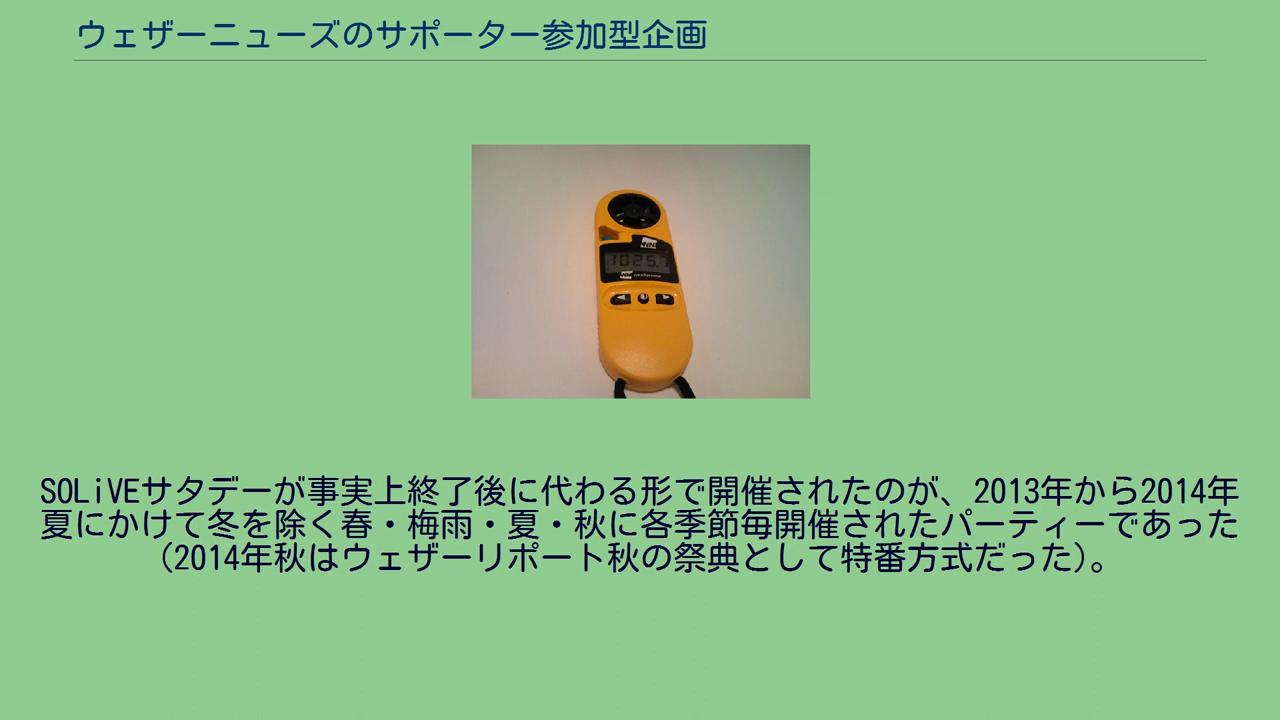 ウェザーニューズのサポーター参加型企画
1025.7
SOLiVEサタデーが事実上終了後に代わる形で開催されたのが、2013年から2014年
夏にかけて冬を除く春・梅雨・夏・秋に各季節毎開催されたパーティーであった
（2014年秋はウェザーリポート秋の祭典として特番方式だった）。